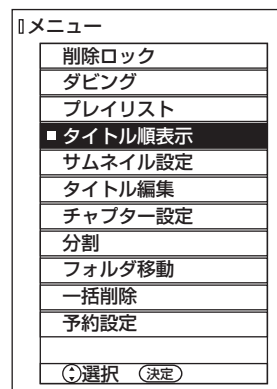 メニュー
削除ロック
ダビング
プレイリスト
タイトル順表示
サムネイル設定
タイトル編集
チャプター設定
分割
フォルダ移動
一括削除
予約設定
選択 決定